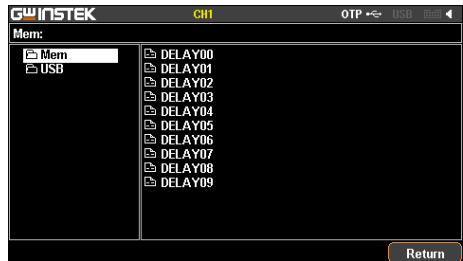 GWINSTEK CH1 OTP USB
Mem:
Mem
USB
DELAY00
DELAY01
DELAY02
DELAY03
DELAY04
DELAY05
DELAY06
DELAY07
DELAY08
DELAY09
Return